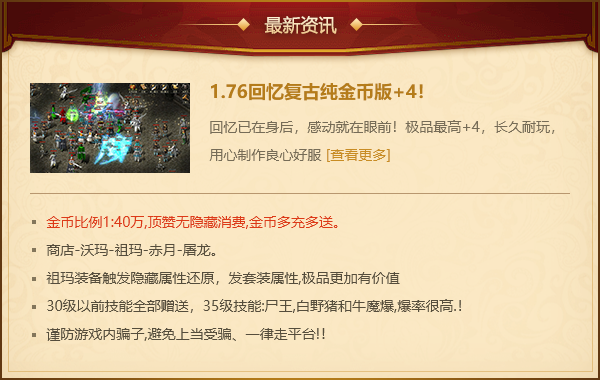 最新资讯
1.76回忆复古纯金币版+4！
回忆已在身后，感动就在眼前！极品最高+4，长久耐玩，
用心制作良心好服 [查看更多]
金币比例1:40万,顶赞无隐藏消费,金币多充多送。
商店-沃玛-祖玛-赤月-屠龙。
祖玛装备触发隐藏属性还原，发套装属性,极品更加有价值
30级以前技能全部赠送，35级技能:尸王,白野猪和牛魔爆,爆率很高.！
谨防游戏内骗子,避免上当受骗、一律走平台!！